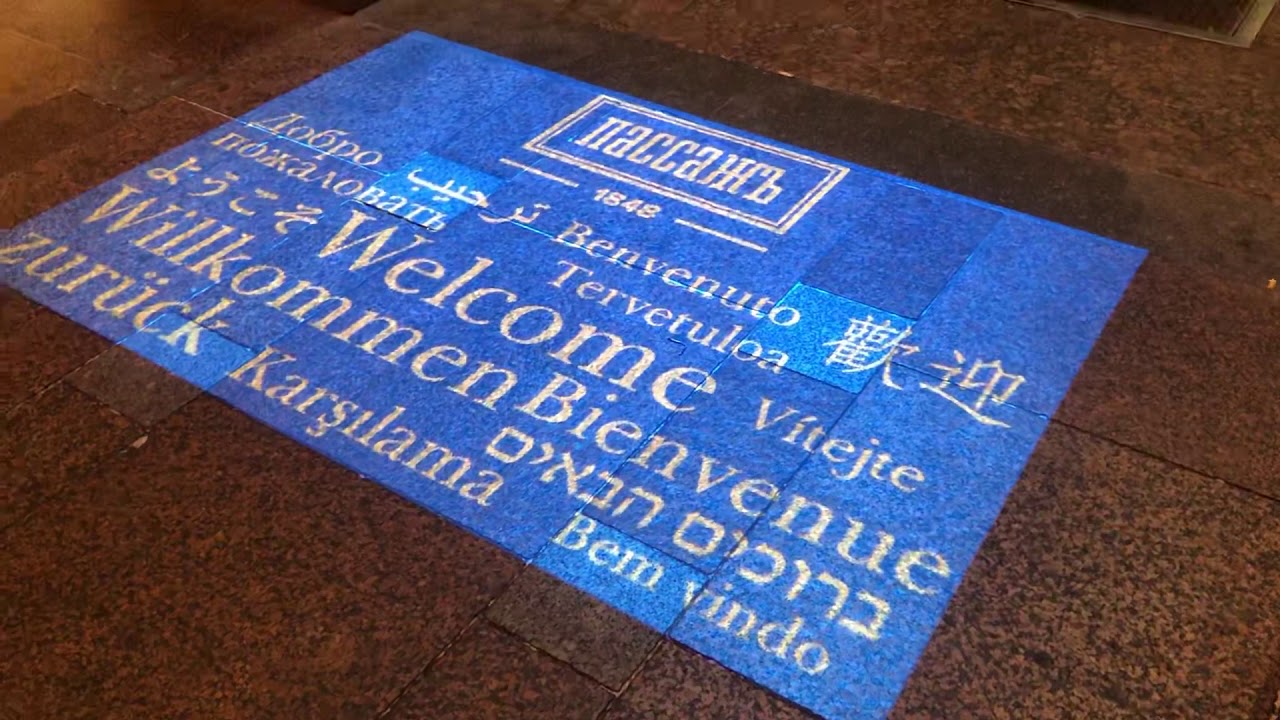 Пассажъ
1848
Добро
пожаловать
ترحيب
Benvenuto
ようこそ
Welcome
Tervetuloa
歡迎
Willkommen
zurück
Bienvenue
Vítejte
Karşılama
ברוכים הבאים
Bem vindo